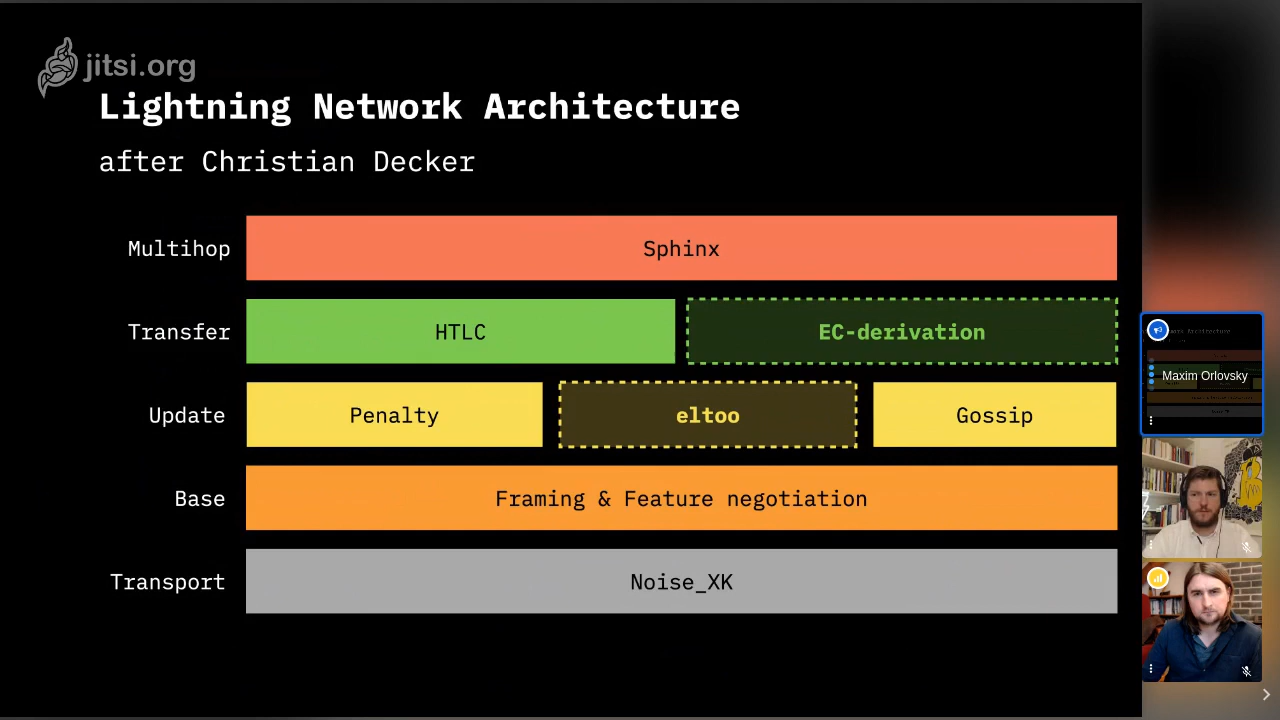 jitsi.org
Lightning Network Architecture
after Christian Decker
Multihop Sphinx
Transfer HTLC EC-derivation
Update Penalty eltoo Gossip
Base Framing & Feature negotiation
Transport Noise_XK
Maxim Orlovsky